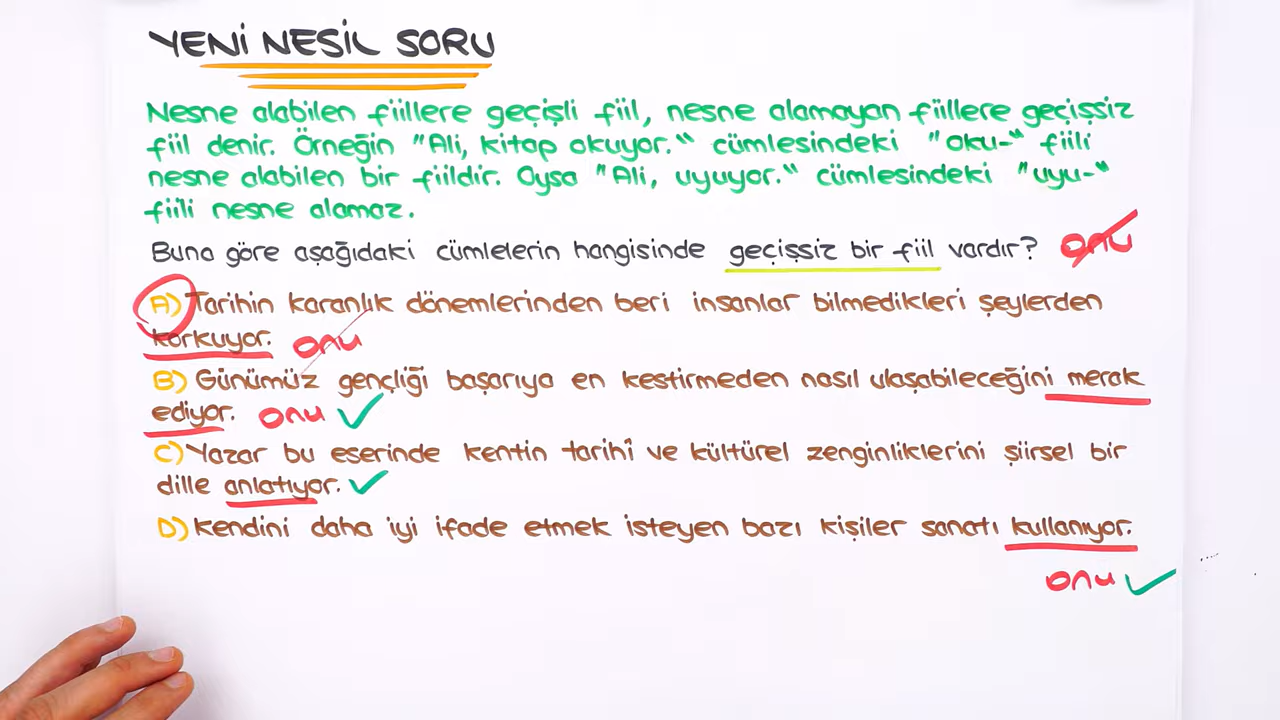 YENİ NESİL SORU
Nesne alabilen fiillere geçişli fiil, nesne alamayan fiillere geçişsiz
fiil denir. Örneğin "Ali, kitap okuyor." cümlesindeki "oku-" fiili
nesne alabilen bir fiildir. Oysa "Ali, uyuyor." cümlesindeki "uyu-"
fiili nesne alamaz.
Buna göre aşağıdaki cümlelerin hangisinde geçişsiz bir fiil vardır? onu
A) Tarihin karanlık dönemlerinden beri insanlar bilmedikleri şeylerden
korkuyor. onu
B) Günümüz gençliği başarıya en kestirmeden nasıl ulaşabileceğini merak
ediyor. onu ✓
C) Yazar bu eserinde kentin tarihî ve kültürel zenginliklerini şiirsel bir
dille anlatıyor. ✓
D) Kendini daha iyi ifade etmek isteyen bazı kişiler sanatı kullanıyor.
onu ✓